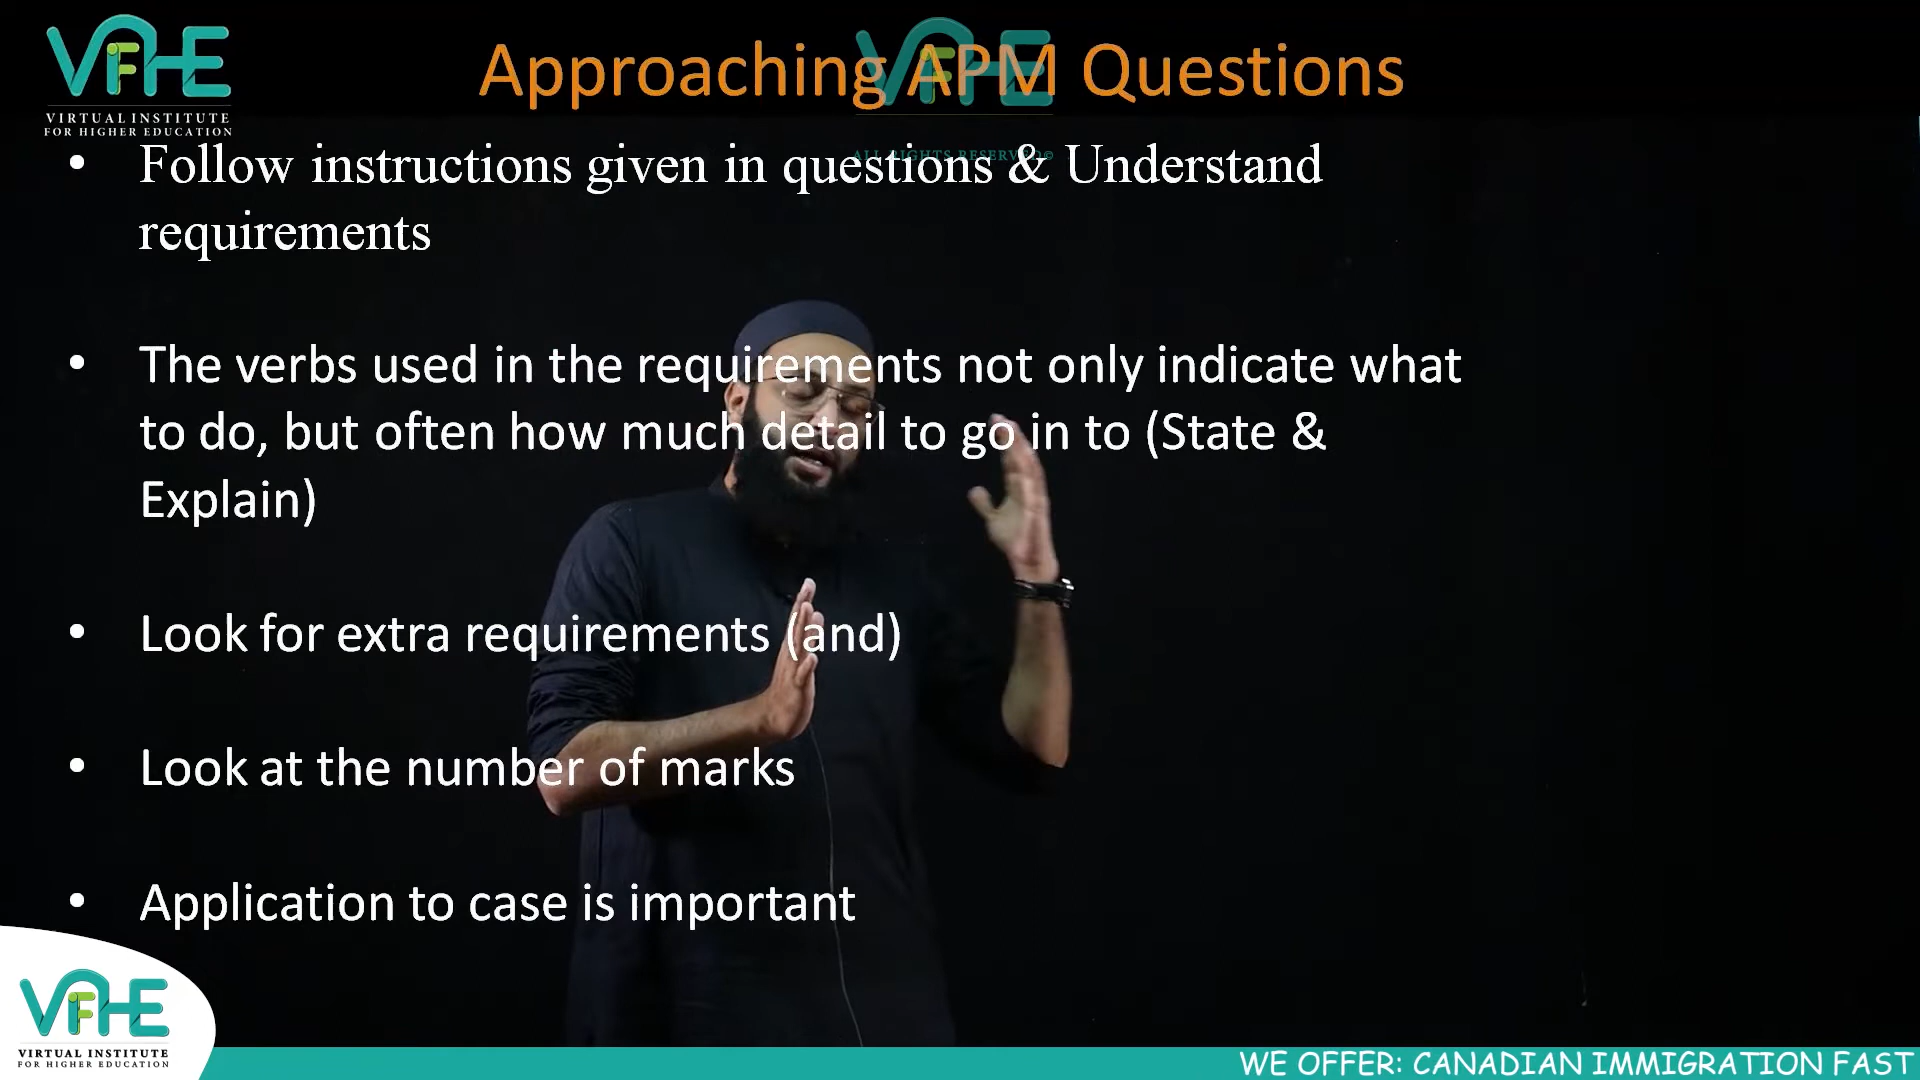 VIFHE
VIRTUAL INSTITUTE
FOR HIGHER EDUCATION
Approaching APM Questions
VIFHE
ALL RIGHTS RESERVED©
• Follow instructions given in questions & Understand
requirements
• The verbs used in the requirements not only indicate what
to do, but often how much detail to go in to (State &
Explain)
• Look for extra requirements (and)
• Look at the number of marks
• Application to case is important
VIFHE
VIRTUAL INSTITUTE
FOR HIGHER EDUCATION
WE OFFER: CANADIAN IMMIGRATION FAST